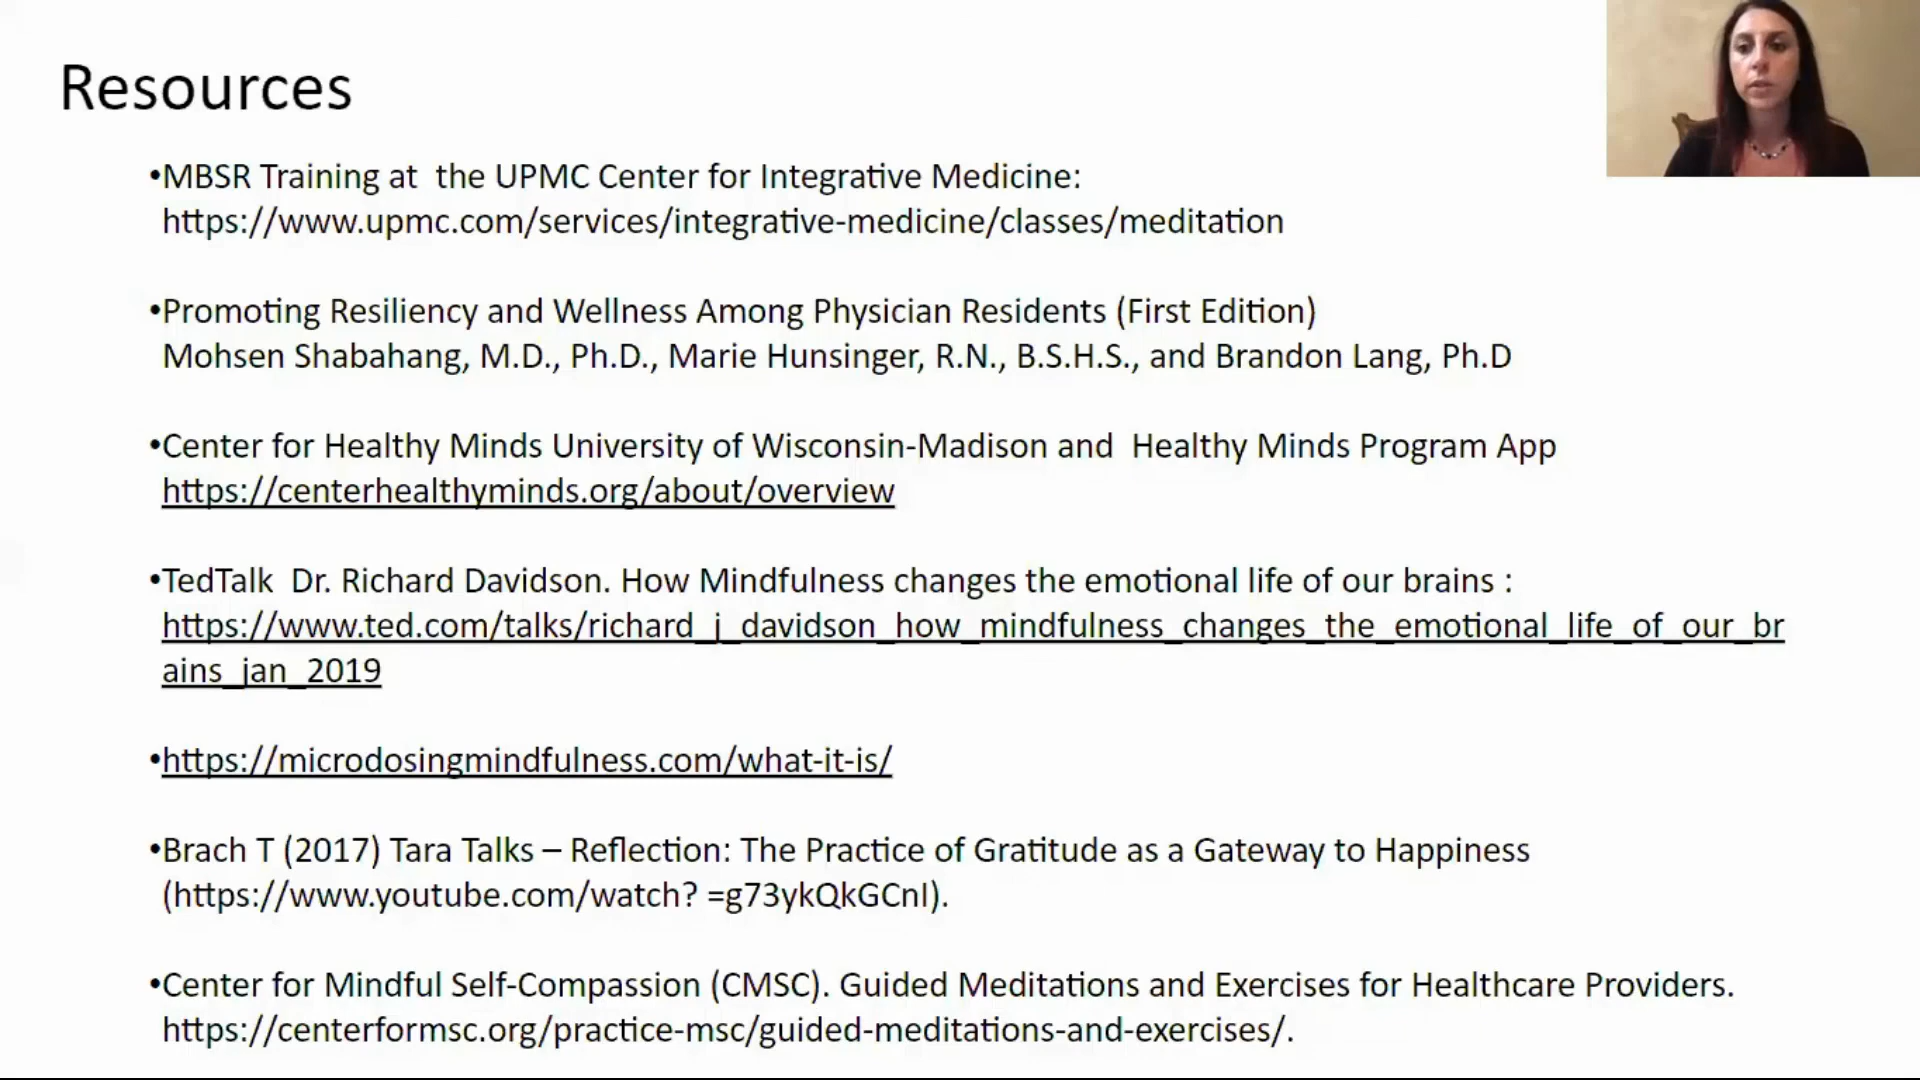 Resources
•MBSR Training at  the UPMC Center for Integrative Medicine:
https://www.upmc.com/services/integrative-medicine/classes/meditation
•Promoting Resiliency and Wellness Among Physician Residents (First Edition)
Mohsen Shabahang, M.D., Ph.D., Marie Hunsinger, R.N., B.S.H.S., and Brandon Lang, Ph.D
•Center for Healthy Minds University of Wisconsin-Madison and  Healthy Minds Program App
https://centerhealthyminds.org/about/overview
•TedTalk  Dr. Richard Davidson. How Mindfulness changes the emotional life of our brains :
https://www.ted.com/talks/richard_j_davidson_how_mindfulness_changes_the_emotional_life_of_our_br
ains_jan_2019
•https://microdosingmindfulness.com/what-it-is/
•Brach T (2017) Tara Talks – Reflection: The Practice of Gratitude as a Gateway to Happiness
(https://www.youtube.com/watch? =g73ykQkGCnI).
•Center for Mindful Self-Compassion (CMSC). Guided Meditations and Exercises for Healthcare Providers.
https://centerformsc.org/practice-msc/guided-meditations-and-exercises/.